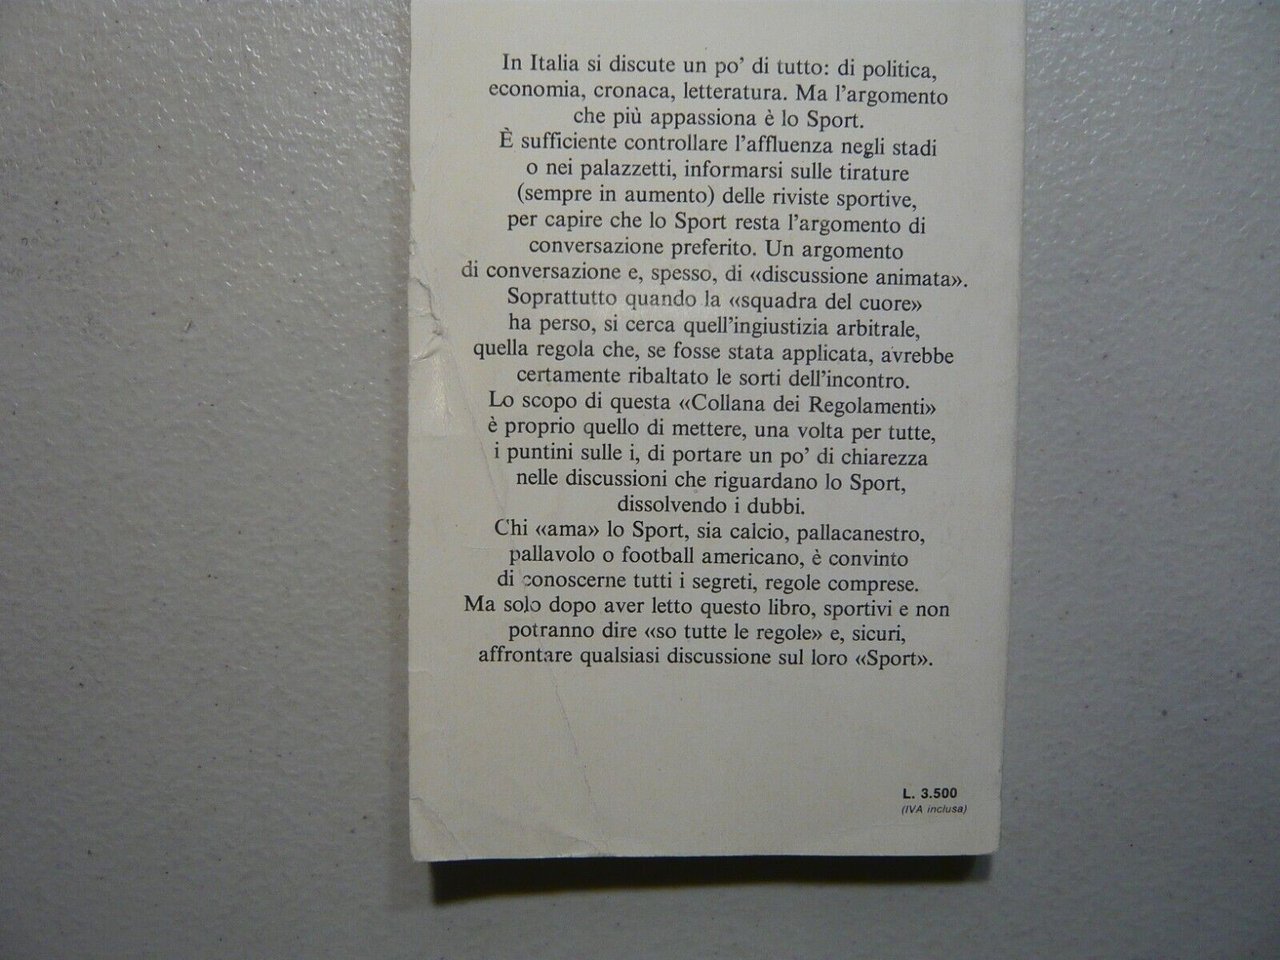 In Italia si discute un po' di tutto: di politica,
economia, cronaca, letteratura. Ma l'argomento
che più appassiona è lo Sport.
È sufficiente controllare l'affluenza negli stadi
o nei palazzetti, informarsi sulle tirature
(sempre in aumento) delle riviste sportive,
per capire che lo Sport resta l'argomento di
conversazione preferito. Un argomento
di conversazione e, spesso, di «discussione animata».
Soprattutto quando la «squadra del cuore»
ha perso, si cerca quell'ingiustizia arbitrale,
quella regola che, se fosse stata applicata, avrebbe
certamente ribaltato le sorti dell'incontro.
Lo scopo di questa «Collana dei Regolamenti»
è proprio quello di mettere, una volta per tutte,
i puntini sulle i, di portare un po' di chiarezza
nelle discussioni che riguardano lo Sport,
dissolvendo i dubbi.
Chi «ama» lo Sport, sia calcio, pallacanestro,
pallavolo o football americano, è convinto
di conoscerne tutti i segreti, regole comprese.
Ma solo dopo aver letto questo libro, sportivi e non
potranno dire «so tutte le regole» e, sicuri,
affrontare qualsiasi discussione sul loro «Sport».
L. 3.500
(IVA inclusa)